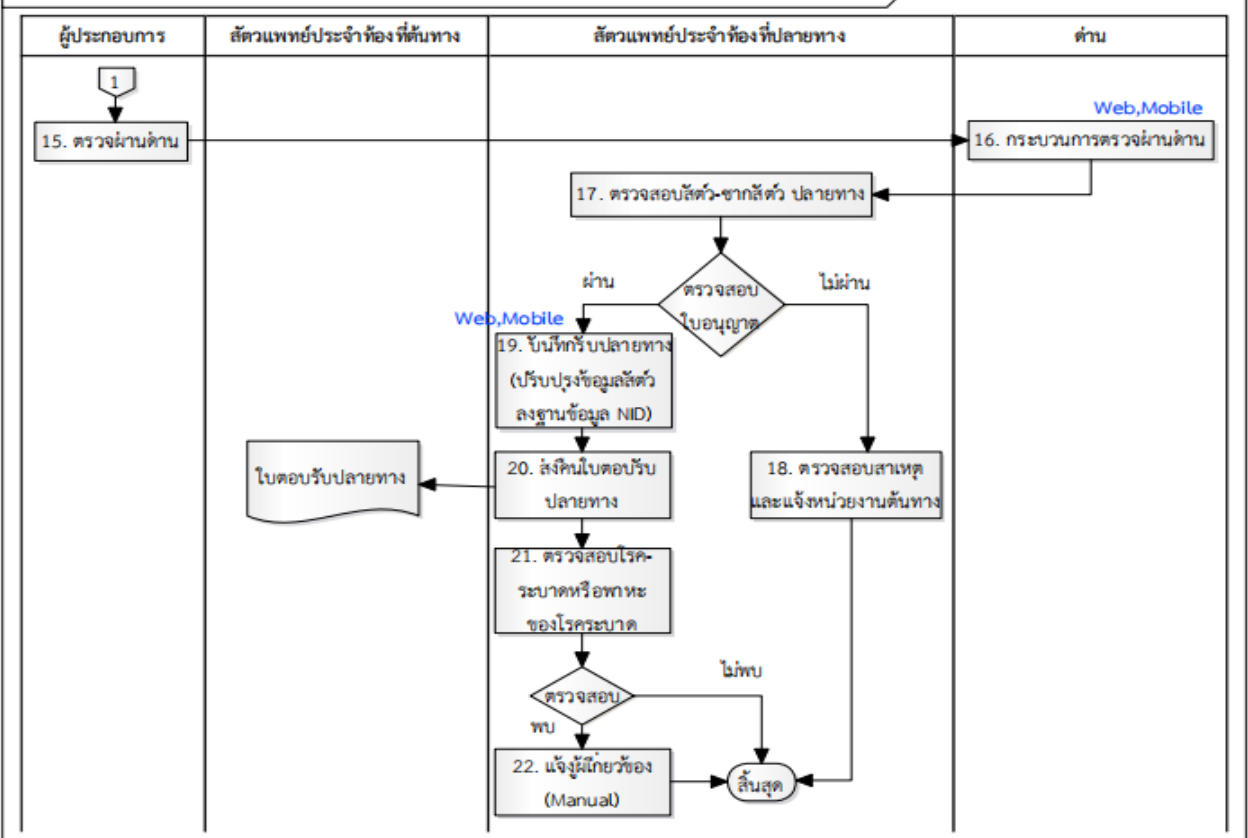 ผู้ประกอบการ
สัตวแพทย์ประจำท้องที่ต้นทาง
สัตวแพทย์ประจำท้องที่ปลายทาง
ด่าน
1
Web,Mobile
15. ตรวจผ่านด่าน
16. กระบวนการตรวจผ่านด่าน
17. ตรวจสอบสัตว์-ซากสัตว์ ปลายทาง
ผ่าน
ไม่ผ่าน
ตรวจสอบ
ใบอนุญาต
Web,Mobile
19. บันทึกรับปลายทาง
(ปรับปรุงข้อมูลสัตว์
ลงฐานข้อมูล NID)
ใบตอบรับปลายทาง
20. ส่งคืนใบตอบรับ
ปลายทาง
18. ตรวจสอบสาเหตุ
และแจ้งหน่วยงานต้นทาง
21. ตรวจสอบโรค-
ระบาดหรือพาหะ
ของโรคระบาด
ไม่พบ
ตรวจสอบ
พบ
22. แจ้งผู้เกี่ยวข้อง
(Manual)
สิ้นสุด